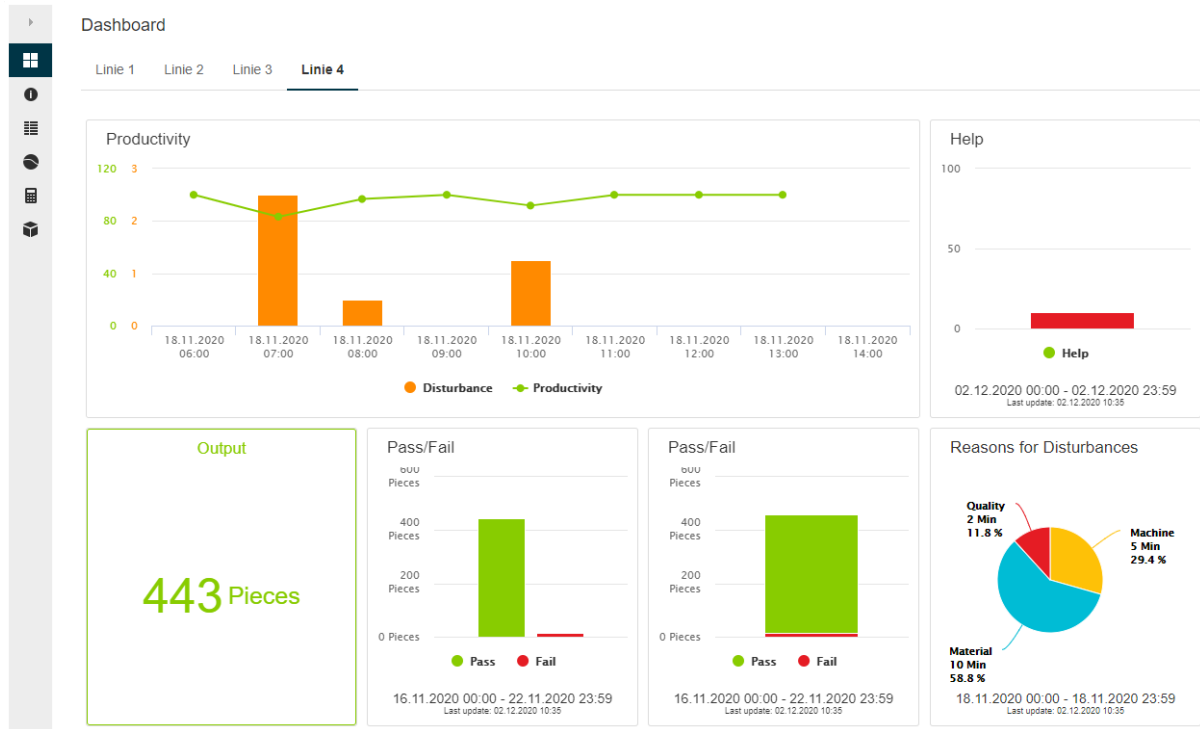 Dashboard
Linie 1 Linie 2 Linie 3 Linie 4
Productivity
120 3
80 2
40 1
0 0
18.11.2020 18.11.2020 18.11.2020 18.11.2020 18.11.2020 18.11.2020 18.11.2020 18.11.2020 18.11.2020
06:00 07:00 08:00 09:00 10:00 11:00 12:00 13:00 14:00
Disturbance Productivity
Help
100
50
0
Help
02.12.2020 00:00 - 02.12.2020 23:59
Last update: 02.12.2020 10:35
Output
443 Pieces
Pass/Fail
600
Pieces
400
Pieces
200
Pieces
0 Pieces
Pass Fail
16.11.2020 00:00 - 22.11.2020 23:59
Last update: 02.12.2020 10:35
Pass/Fail
600
Pieces
400
Pieces
200
Pieces
0 Pieces
Pass Fail
16.11.2020 00:00 - 22.11.2020 23:59
Last update: 02.12.2020 10:35
Reasons for Disturbances
Quality
2 Min
11.8 %
Machine
5 Min
29.4 %
Material
10 Min
58.8 %
18.11.2020 00:00 - 18.11.2020 23:59
Last update: 02.12.2020 10:35